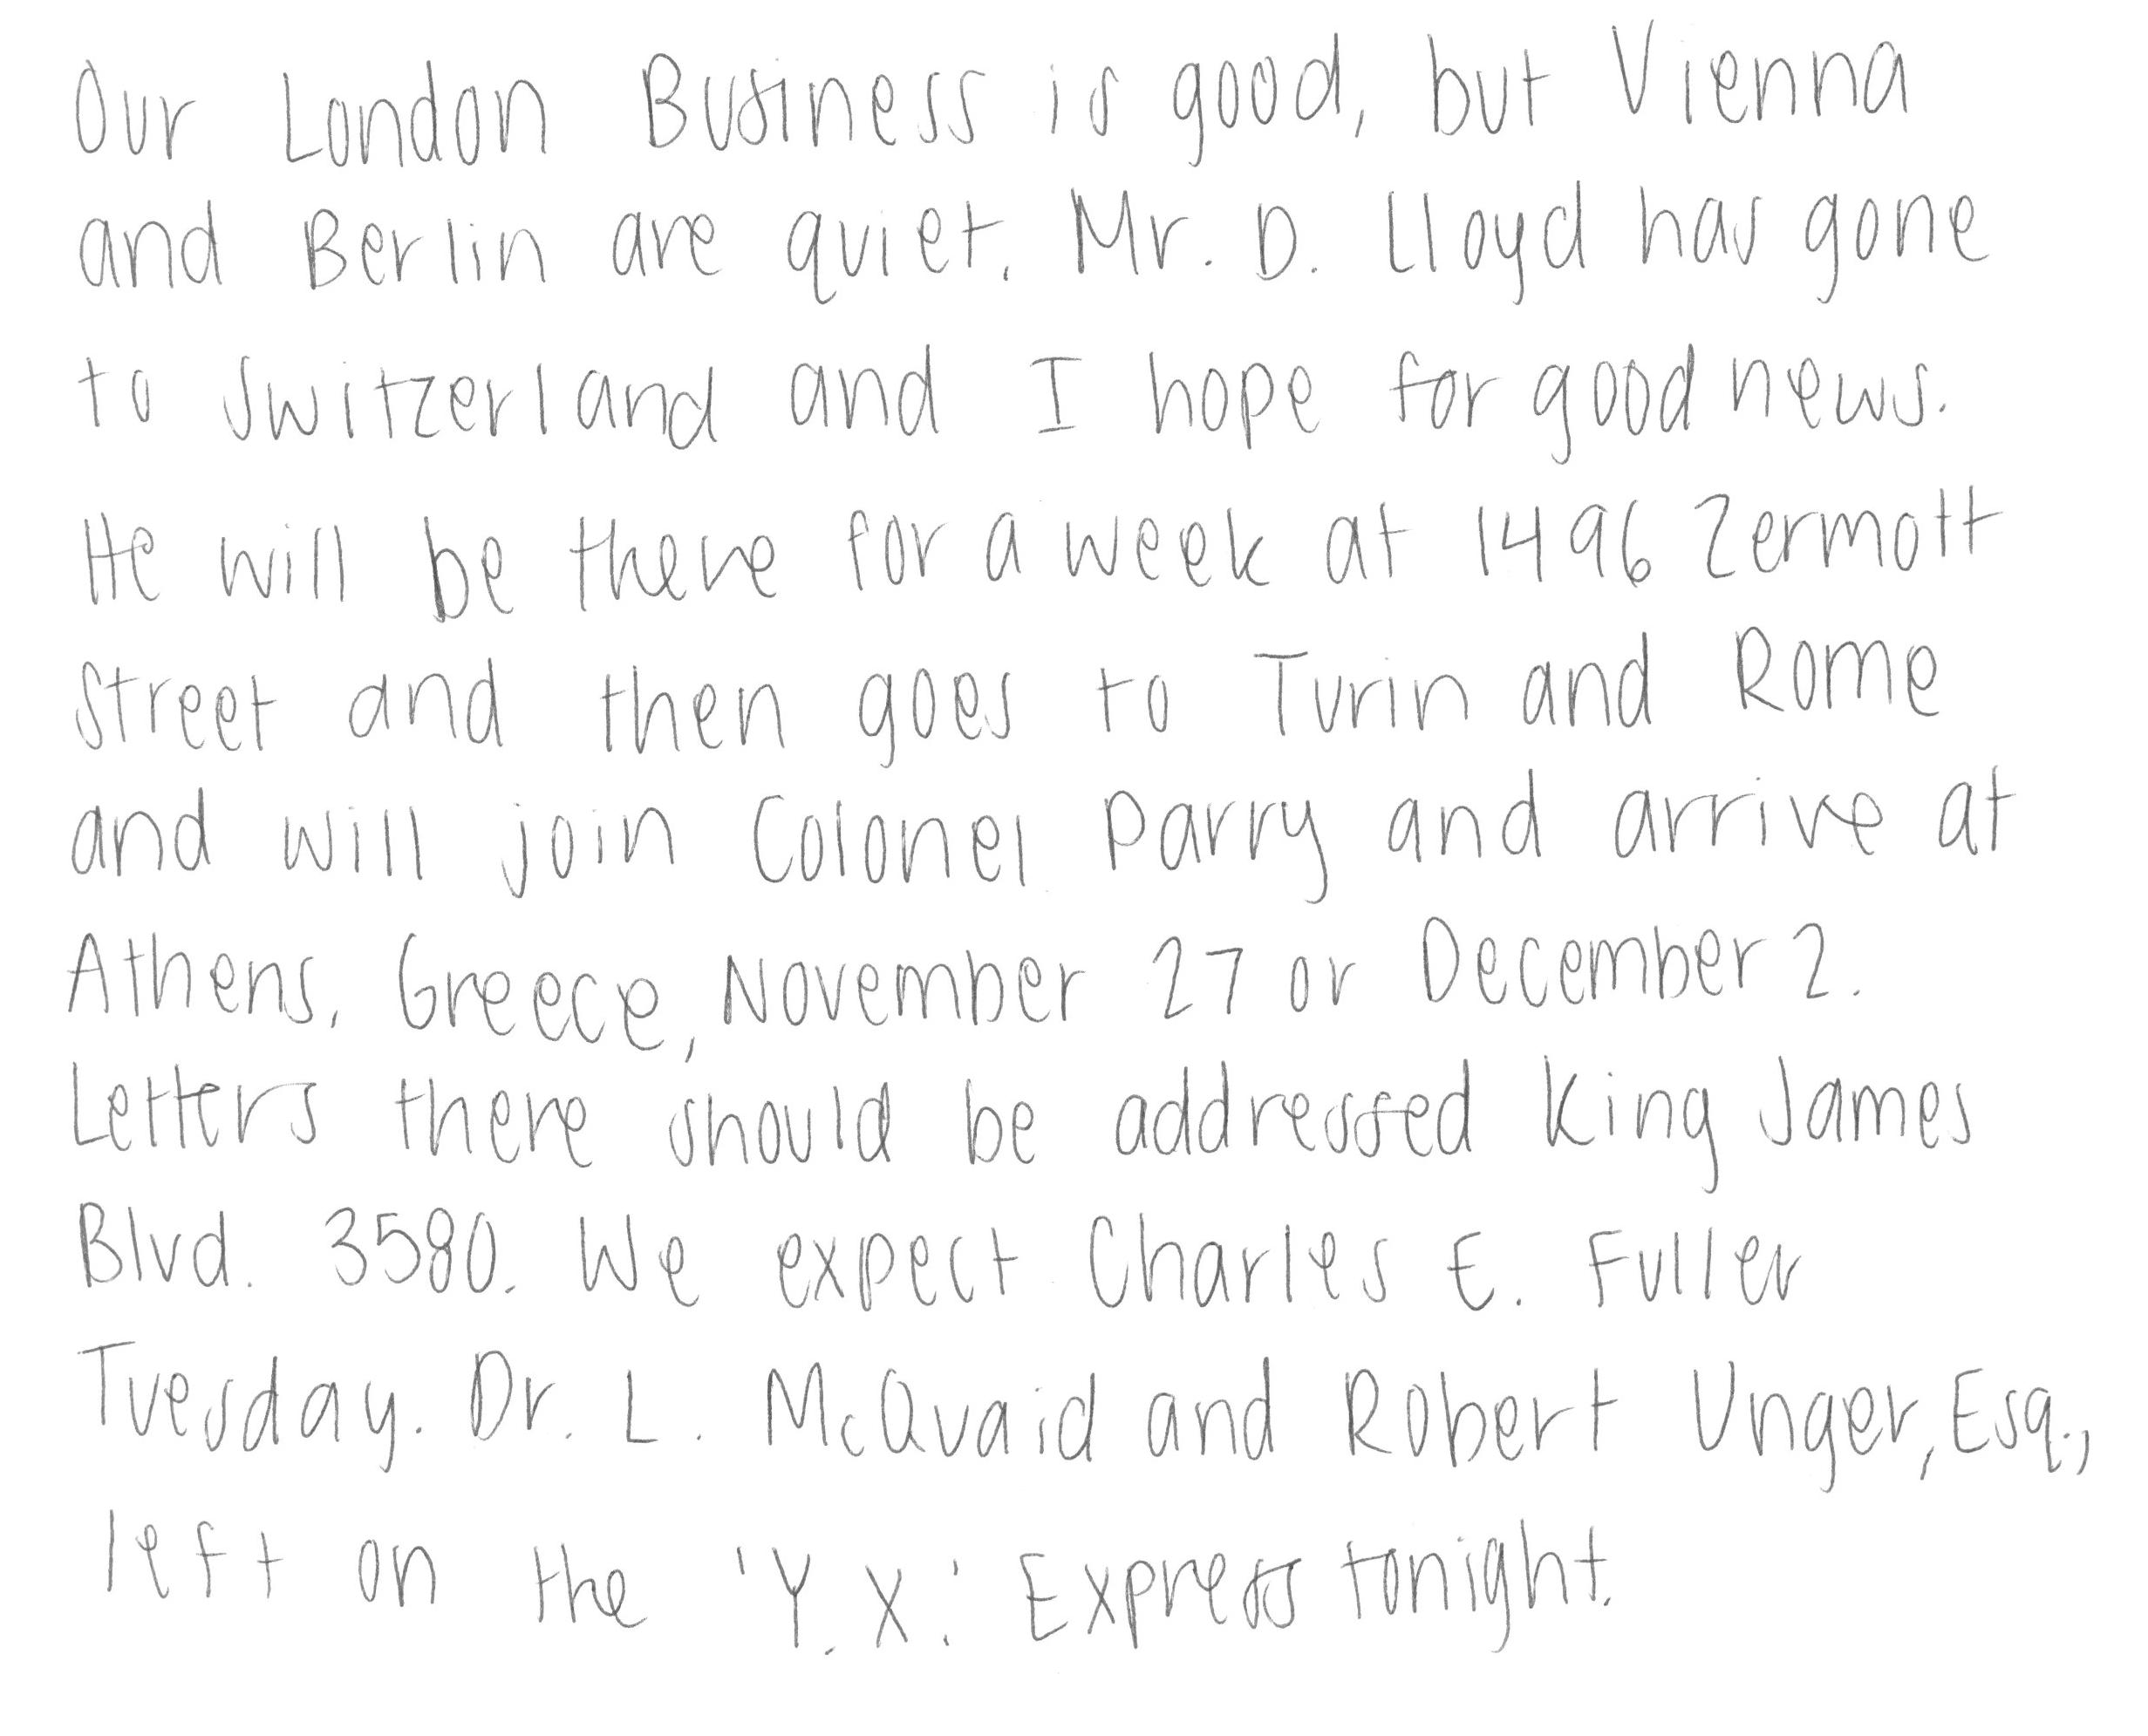 Our London Business is good, but Vienna
and Berlin are quiet. Mr. D. Lloyd has gone
to Switzerland and I hope for good news.
He will be there for a week at 1496 Zermott
Street and then goes to Turin and Rome
and will join Colonel Parry and arrive at
Athens, Greece, November 27 or December 2.
Letters there should be addressed King James
Blvd. 3580. We expect Charles E. Fuller
Tuesday. Dr. L. McQuaid and Robert Unger, Esq.,
left on the 'Y. X.' Express tonight.